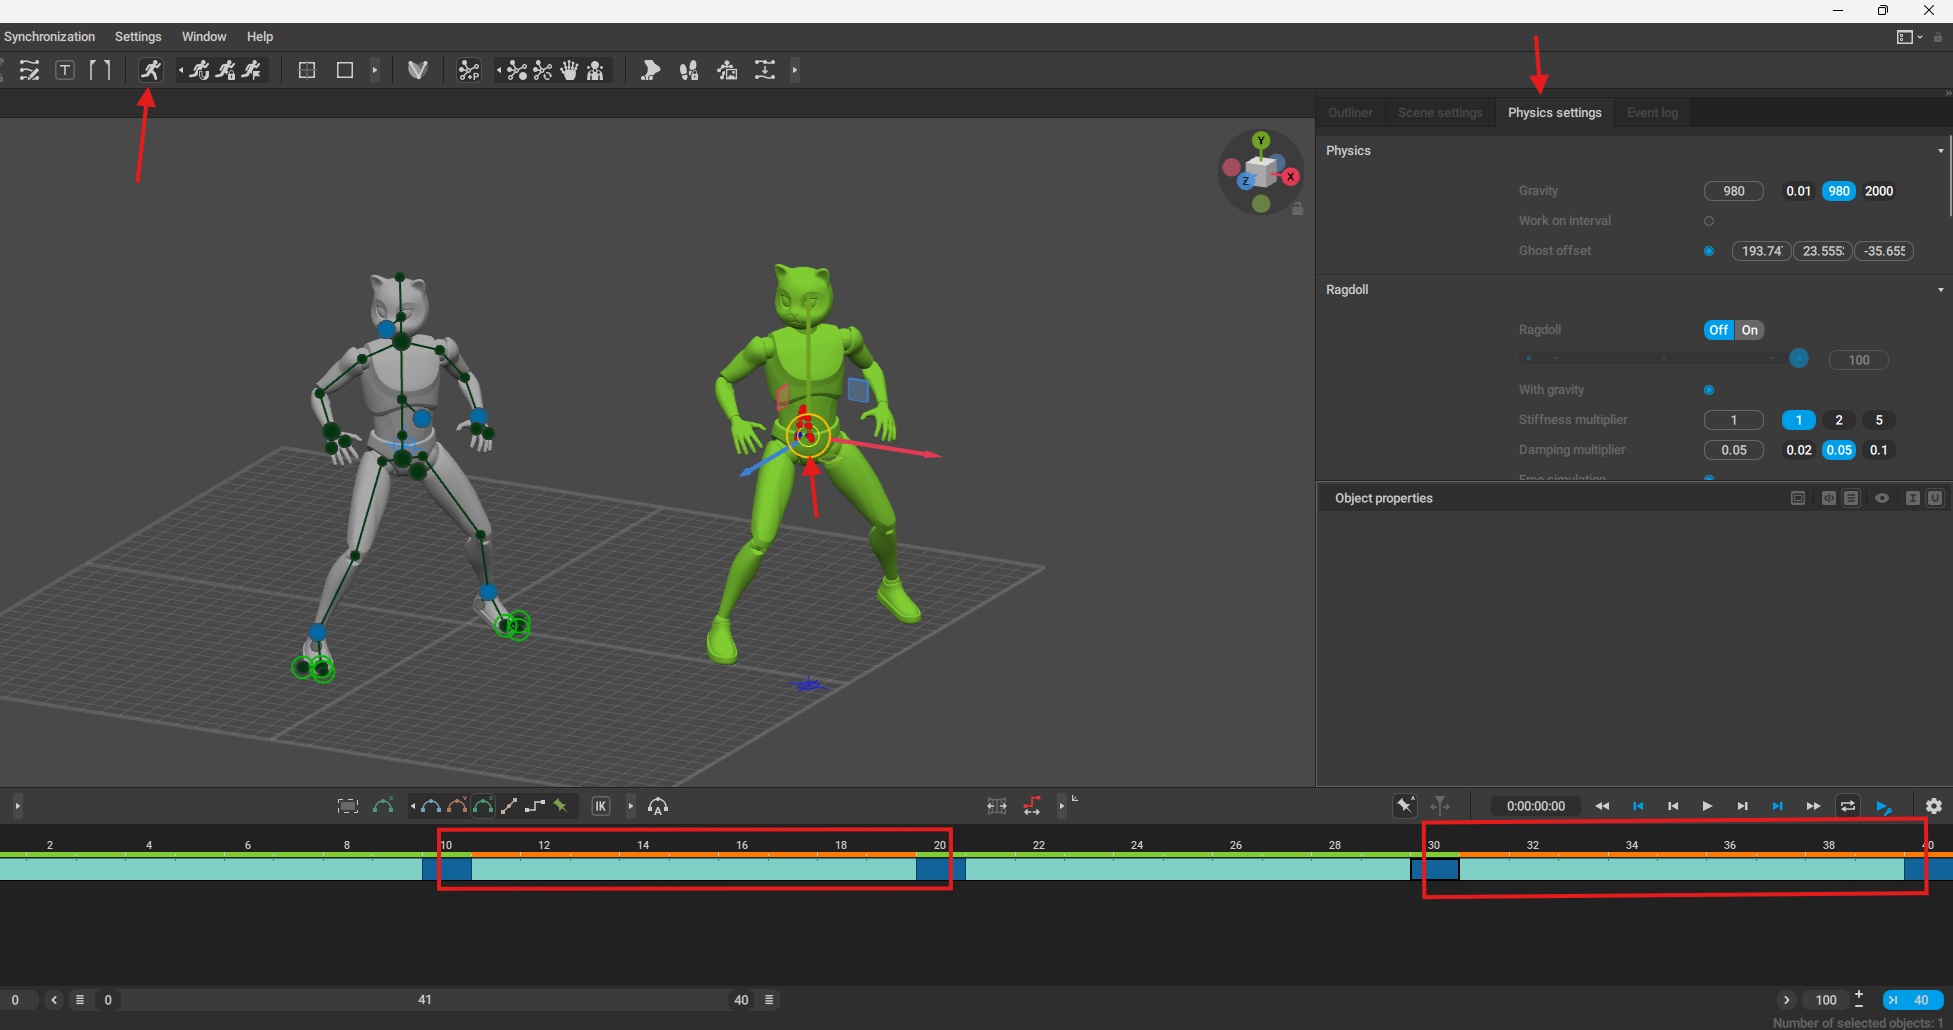 Synchronization Settings Window Help
T
Outliner Scene settings Physics settings Event log
Physics
Gravity 980 0.01 980 2000
Work on interval
Ghost offset 193.74 23.555 -35.655
Ragdoll
Ragdoll Off On
100
With gravity
Stiffness multiplier 1 1 2 5
Damping multiplier 0.05 0.02 0.05 0.1
Free simulation
Object properties
I U
Y
X
Z
P
IK
A
0:00:00:00
2 4 6 8 10 12 14 16 18 20 22 24 26 28 30 32 34 36 38 40
0 0 41 40 100 40
Number of selected objects: 1